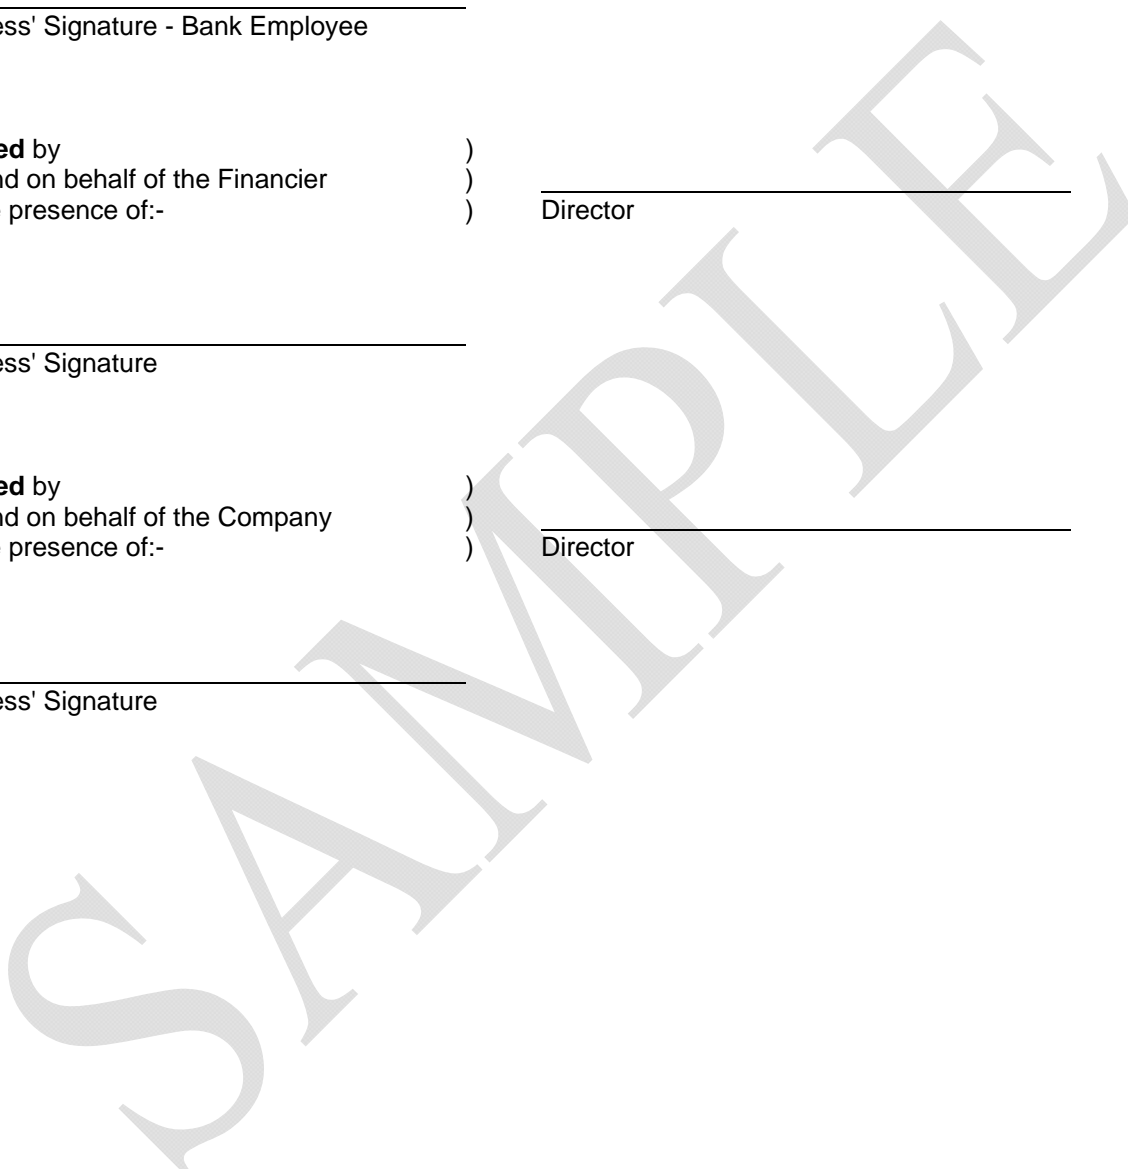 ess' Signature - Bank Employee
ed by )
nd on behalf of the Financier )
presence of:- ) Director
ess' Signature
ed by )
nd on behalf of the Company )
presence of:- ) Director
ess' Signature
SAMPLE